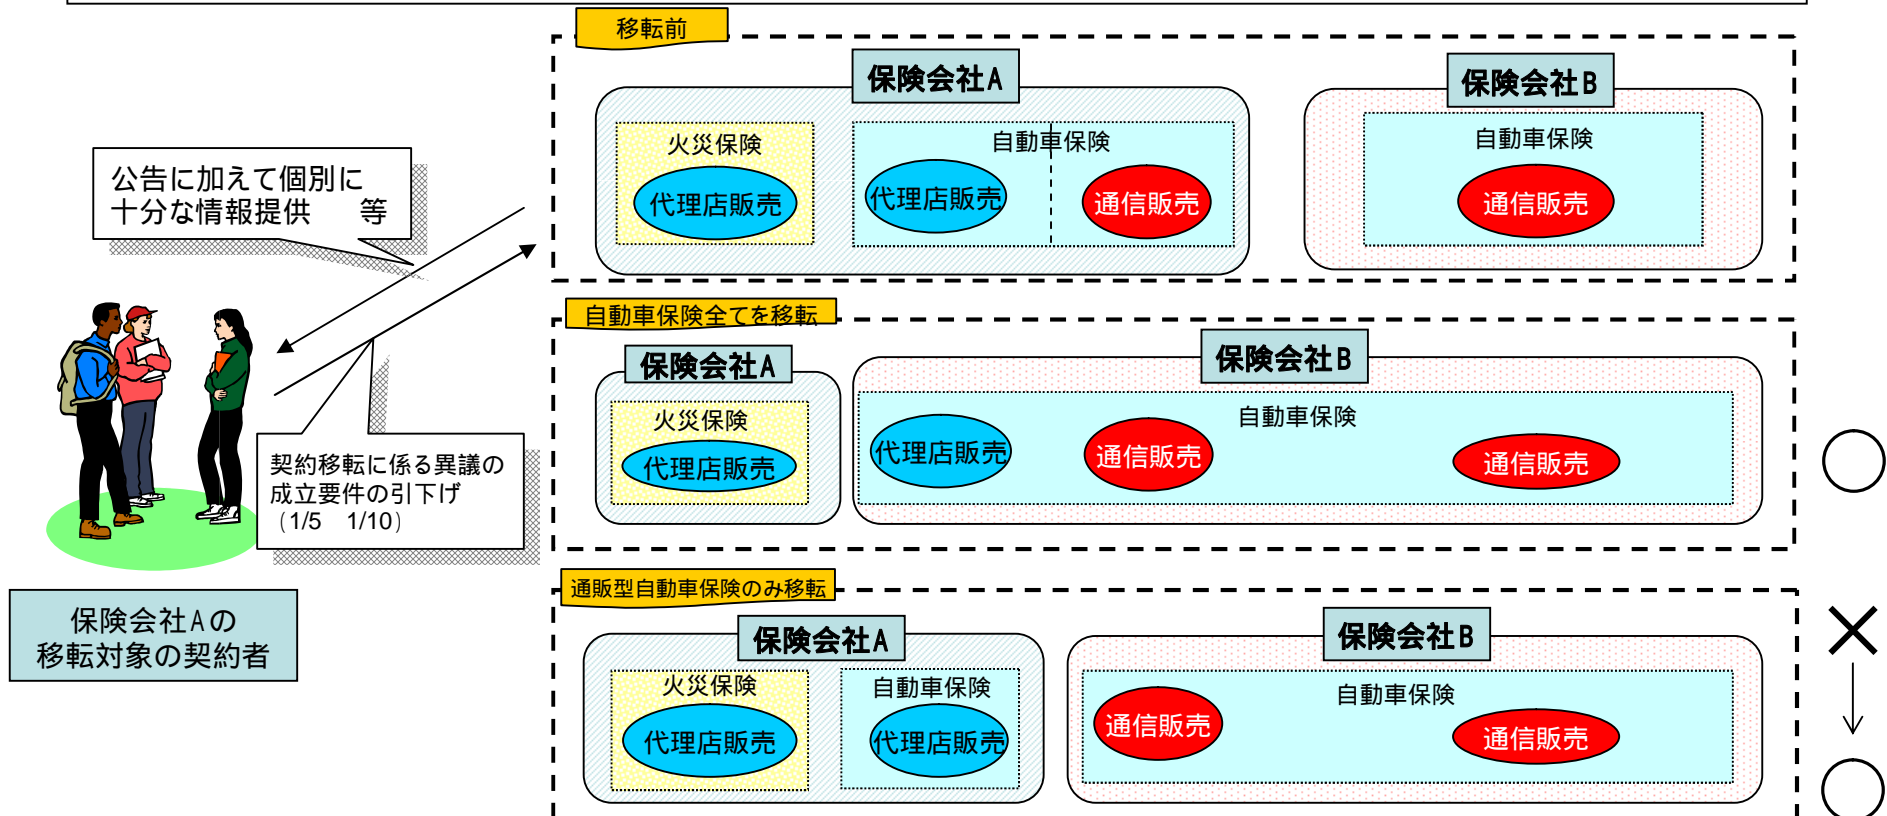 移転前
保険会社A
保険会社B
火災保険
自動車保険
自動車保険
代理店販売
代理店販売
通信販売
通信販売
公告に加えて個別に
十分な情報提供　等
自動車保険全てを移転
保険会社A
保険会社B
火災保険
自動車保険
代理店販売
代理店販売
通信販売
通信販売
契約移転に係る異議の
成立要件の引下げ
(1/5　1/10)
通販型自動車保険のみ移転
保険会社Aの
移転対象の契約者
保険会社A
保険会社B
火災保険
自動車保険
自動車保険
代理店販売
代理店販売
通信販売
通信販売